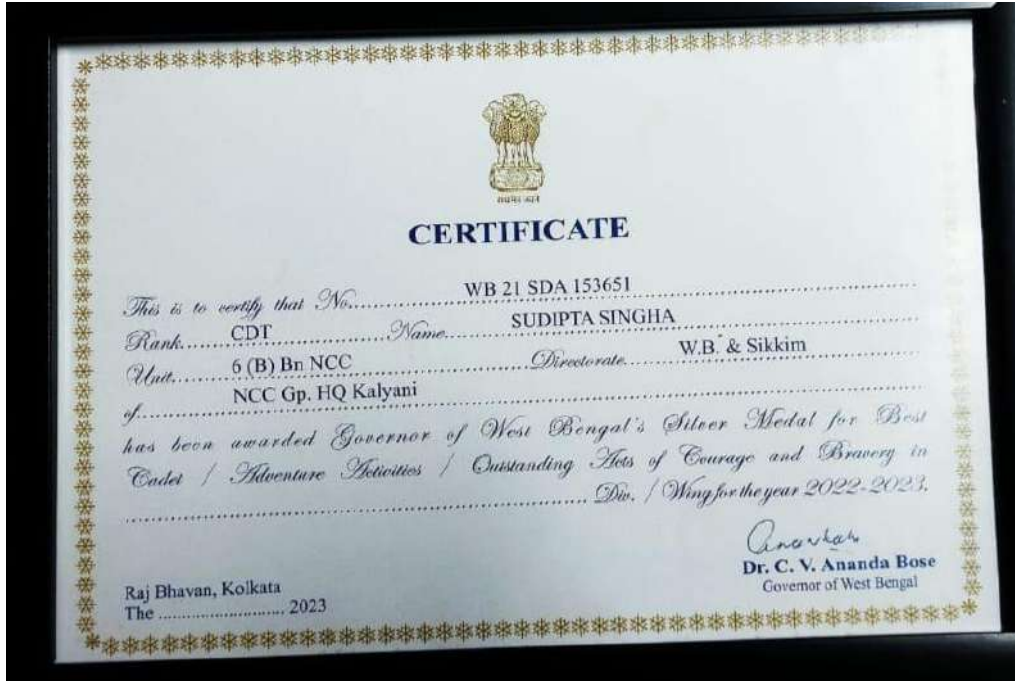 सत्यमेव जयते
CERTIFICATE
This is to certify that No. WB 21 SDA 153651
Rank CDT Name SUDIPTA SINGHA
Unit 6 (B) Bn NCC Directorate W.B. & Sikkim
of NCC Gp. HQ Kalyani
has been awarded Governor of West Bengal's Silver Medal for Best
Cadet / Adventure Activities / Outstanding Acts of Courage and Bravery in
Div. / Wing for the year 2022-2023.
Dr. C. V. Ananda Bose
Governor of West Bengal
Raj Bhavan, Kolkata
The .......................... 2023